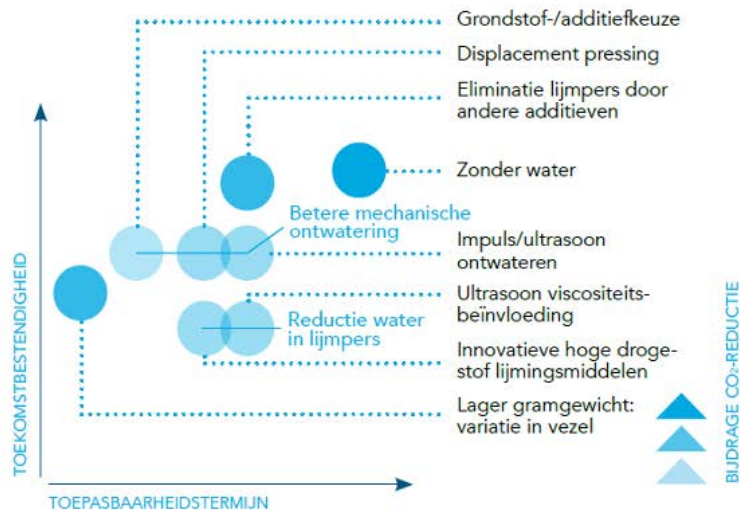 Grondstof-/additiefkeuze
Displacement pressing
Eliminatie lijmpers door
andere additieven
Zonder water
Betere mechanische
ontwatering
Impuls/ultrasoon
ontwateren
Ultrasoon viscositeits-
beïnvloeding
Reductie water
in lijmpers
Innovatieve hoge droge-
stof lijmingsmiddelen
Lager gramgewicht:
variatie in vezel
TOEKOMSTBESTENDIGHEID
TOEPASBAARHEIDSTERMIJN
BIJDRAGE CO₂-REDUCTIE